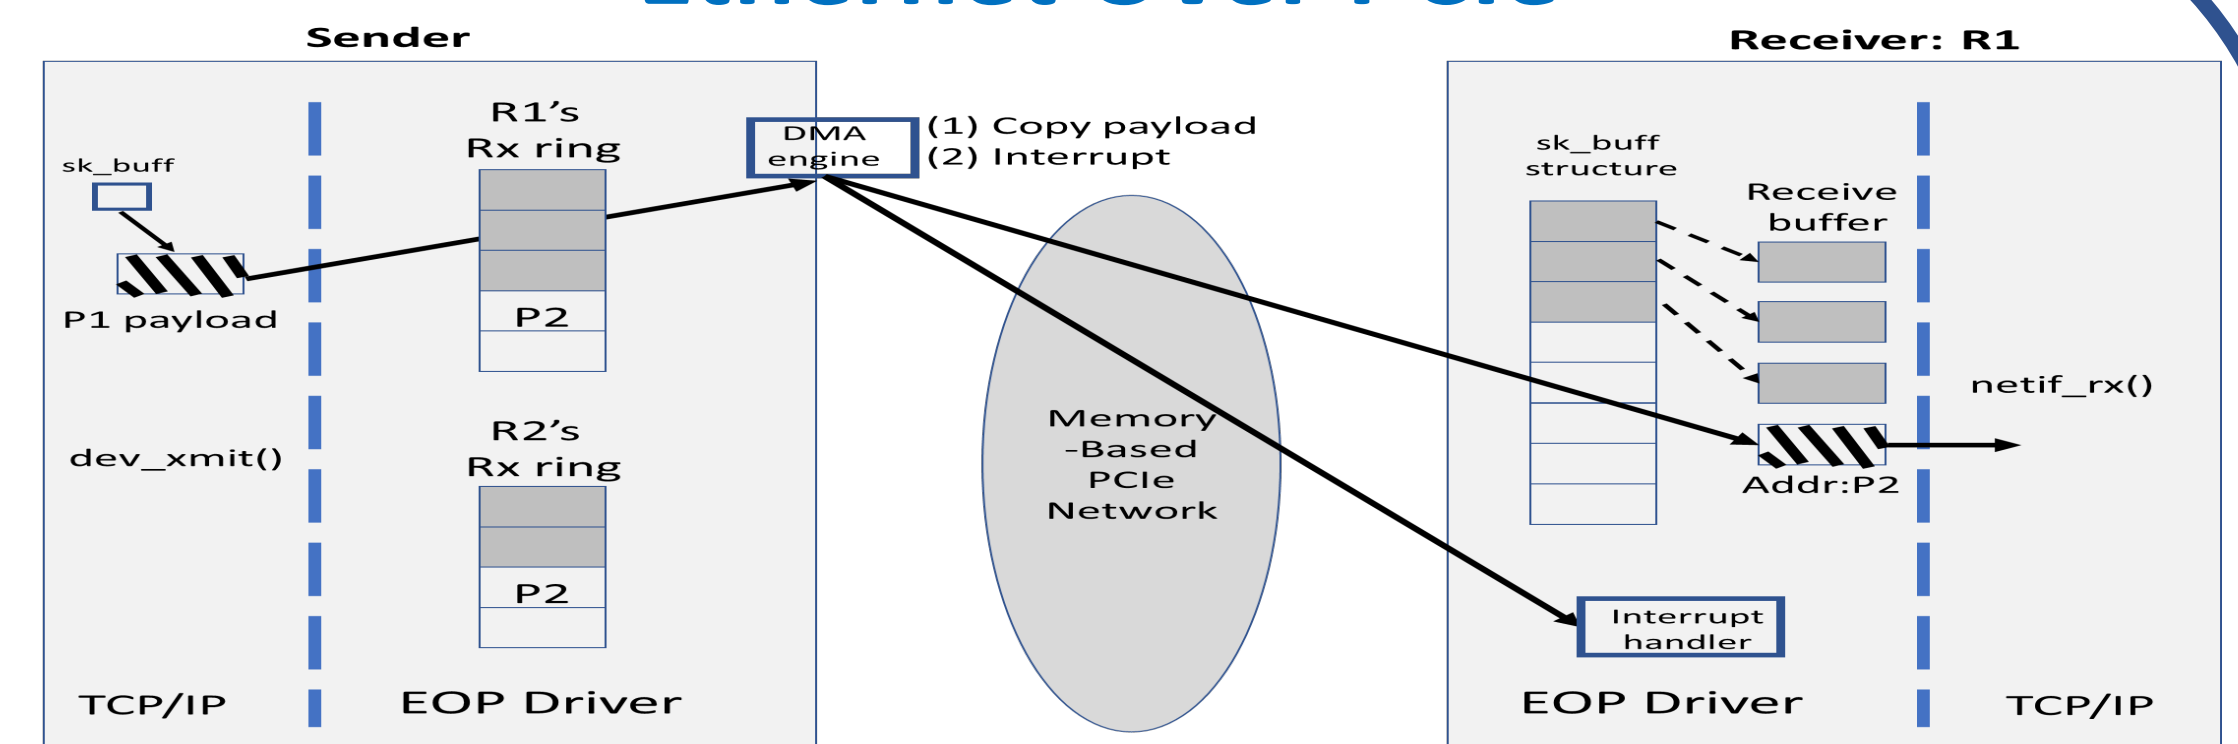 Sender
Receiver: R1
R1's
Rx ring
sk_buff
P1 payload
P2
dev_xmit()
R2's
Rx ring
P2
TCP/IP
EOP Driver
DMA
engine
(1) Copy payload
(2) Interrupt
Memory
-Based
PCIe
Network
sk_buff
structure
Receive
buffer
Addr:P2
netif_rx()
Interrupt
handler
EOP Driver
TCP/IP